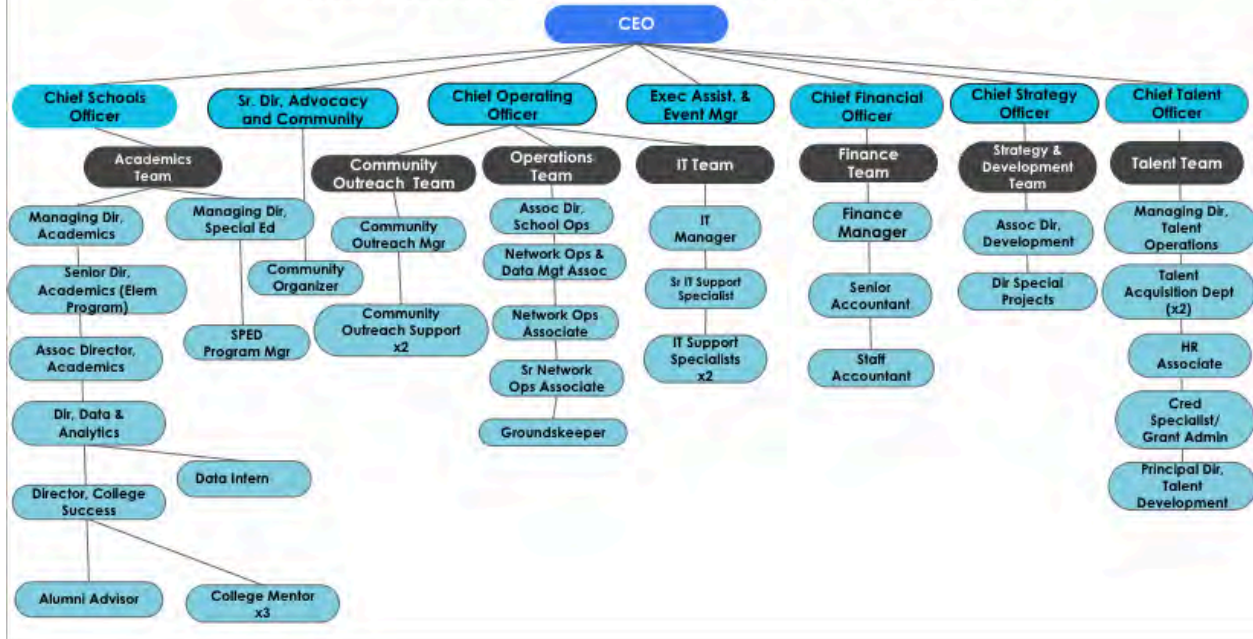 CEO
Chief Schools
Officer
Sr. Dir, Advocacy
and Community
Chief Operating
Officer
Exec Assist. &
Event Mgr
Chief Financial
Officer
Chief Strategy
Officer
Chief Talent
Officer
Academics
Team
Community
Outreach Team
Operations
Team
IT Team
Finance
Team
Strategy &
Development
Team
Talent Team
Managing Dir,
Academics
Managing Dir,
Special Ed
Community
Outreach Mgr
Assoc Dir,
School Ops
IT
Manager
Finance
Manager
Assoc Dir,
Development
Managing Dir,
Talent
Operations
Senior Dir,
Academics (Elem
Program)
Community
Organizer
Network Ops &
Data Mgt Assoc
Sr IT Support
Specialist
Senior
Accountant
Dir Special
Projects
Talent
Acquisition Dept
(x2)
SPED
Program Mgr
Community
Outreach Support
x2
Network Ops
Associate
IT Support
Specialists
x2
Staff
Accountant
HR
Associate
Assoc Director,
Academics
Sr Network
Ops Associate
Cred
Specialist/
Grant Admin
Dir, Data &
Analytics
Groundskeeper
Data Intern
Principal Dir,
Talent
Development
Director, College
Success
Alumni Advisor
College Mentor
x3